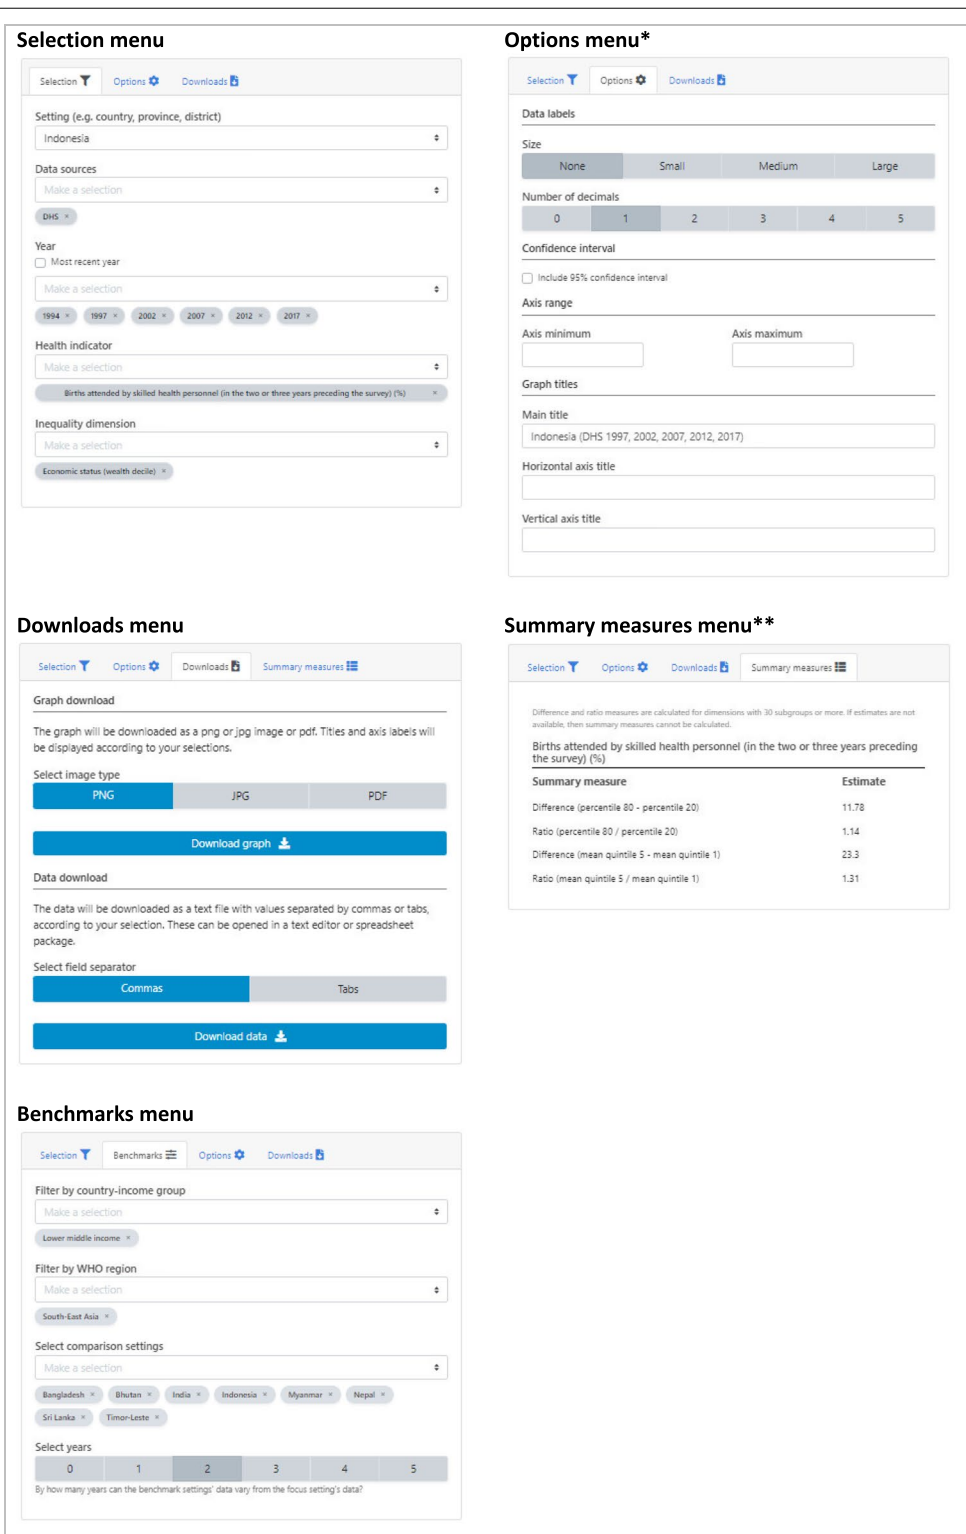 Selection menu
Selection
Options
Downloads
Setting (e.g. country, province, district)
Indonesia
Data sources
Make a selection
DHS ×
Year
Most recent year
Make a selection
1994 × 1997 × 2002 × 2007 × 2012 × 2017 ×
Health indicator
Make a selection
Births attended by skilled health personnel (in the two or three years preceding the survey) (%) ×
Inequality dimension
Make a selection
Economic status (wealth decile) ×
Options menu*
Selection
Options
Downloads
Data labels
Size
None Small Medium Large
Number of decimals
0 1 2 3 4 5
Confidence interval
Include 95% confidence interval
Axis range
Axis minimum Axis maximum
Graph titles
Main title
Indonesia (DHS 1997, 2002, 2007, 2012, 2017)
Horizontal axis title
Vertical axis title
Downloads menu
Selection
Options
Downloads
Summary measures
Graph download
The graph will be downloaded as a png or jpg image or pdf. Titles and axis labels will
be displayed according to your selections.
Select image type
PNG JPG PDF
Download graph
Data download
The data will be downloaded as a text file with values separated by commas or tabs,
according to your selection. These can be opened in a text editor or spreadsheet
package.
Select field separator
Commas Tabs
Download data
Summary measures menu**
Selection
Options
Downloads
Summary measures
Difference and ratio measures are calculated for dimensions with 30 subgroups or more. If estimates are not
available, then summary measures cannot be calculated.
Births attended by skilled health personnel (in the two or three years preceding
the survey) (%)
Summary measure Estimate
Difference (percentile 80 - percentile 20) 11.78
Ratio (percentile 80 / percentile 20) 1.14
Difference (mean quintile 5 - mean quintile 1) 23.3
Ratio (mean quintile 5 / mean quintile 1) 1.31
Benchmarks menu
Selection
Benchmarks
Options
Downloads
Filter by country-income group
Make a selection
Lower middle income ×
Filter by WHO region
Make a selection
South-East Asia ×
Select comparison settings
Make a selection
Bangladesh × Bhutan × India × Indonesia × Myanmar × Nepal ×
Sri Lanka × Timor-Leste ×
Select years
0 1 2 3 4 5
By how many years can the benchmark settings' data vary from the focus setting's data?